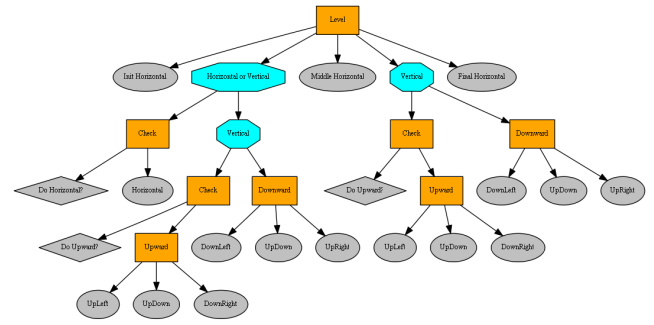 Level
Init Horizontal
Horizontal or Vertical
Middle Horizontal
Vertical
Final Horizontal
Check
Vertical
Check
Downward
Do Horizontal?
Horizontal
Check
Downward
Do Upward?
Upward
DownLeft
UpDown
UpRight
Do Upward?
Upward
DownLeft
UpDown
UpRight
UpLeft
UpDown
DownRight
UpLeft
UpDown
DownRight